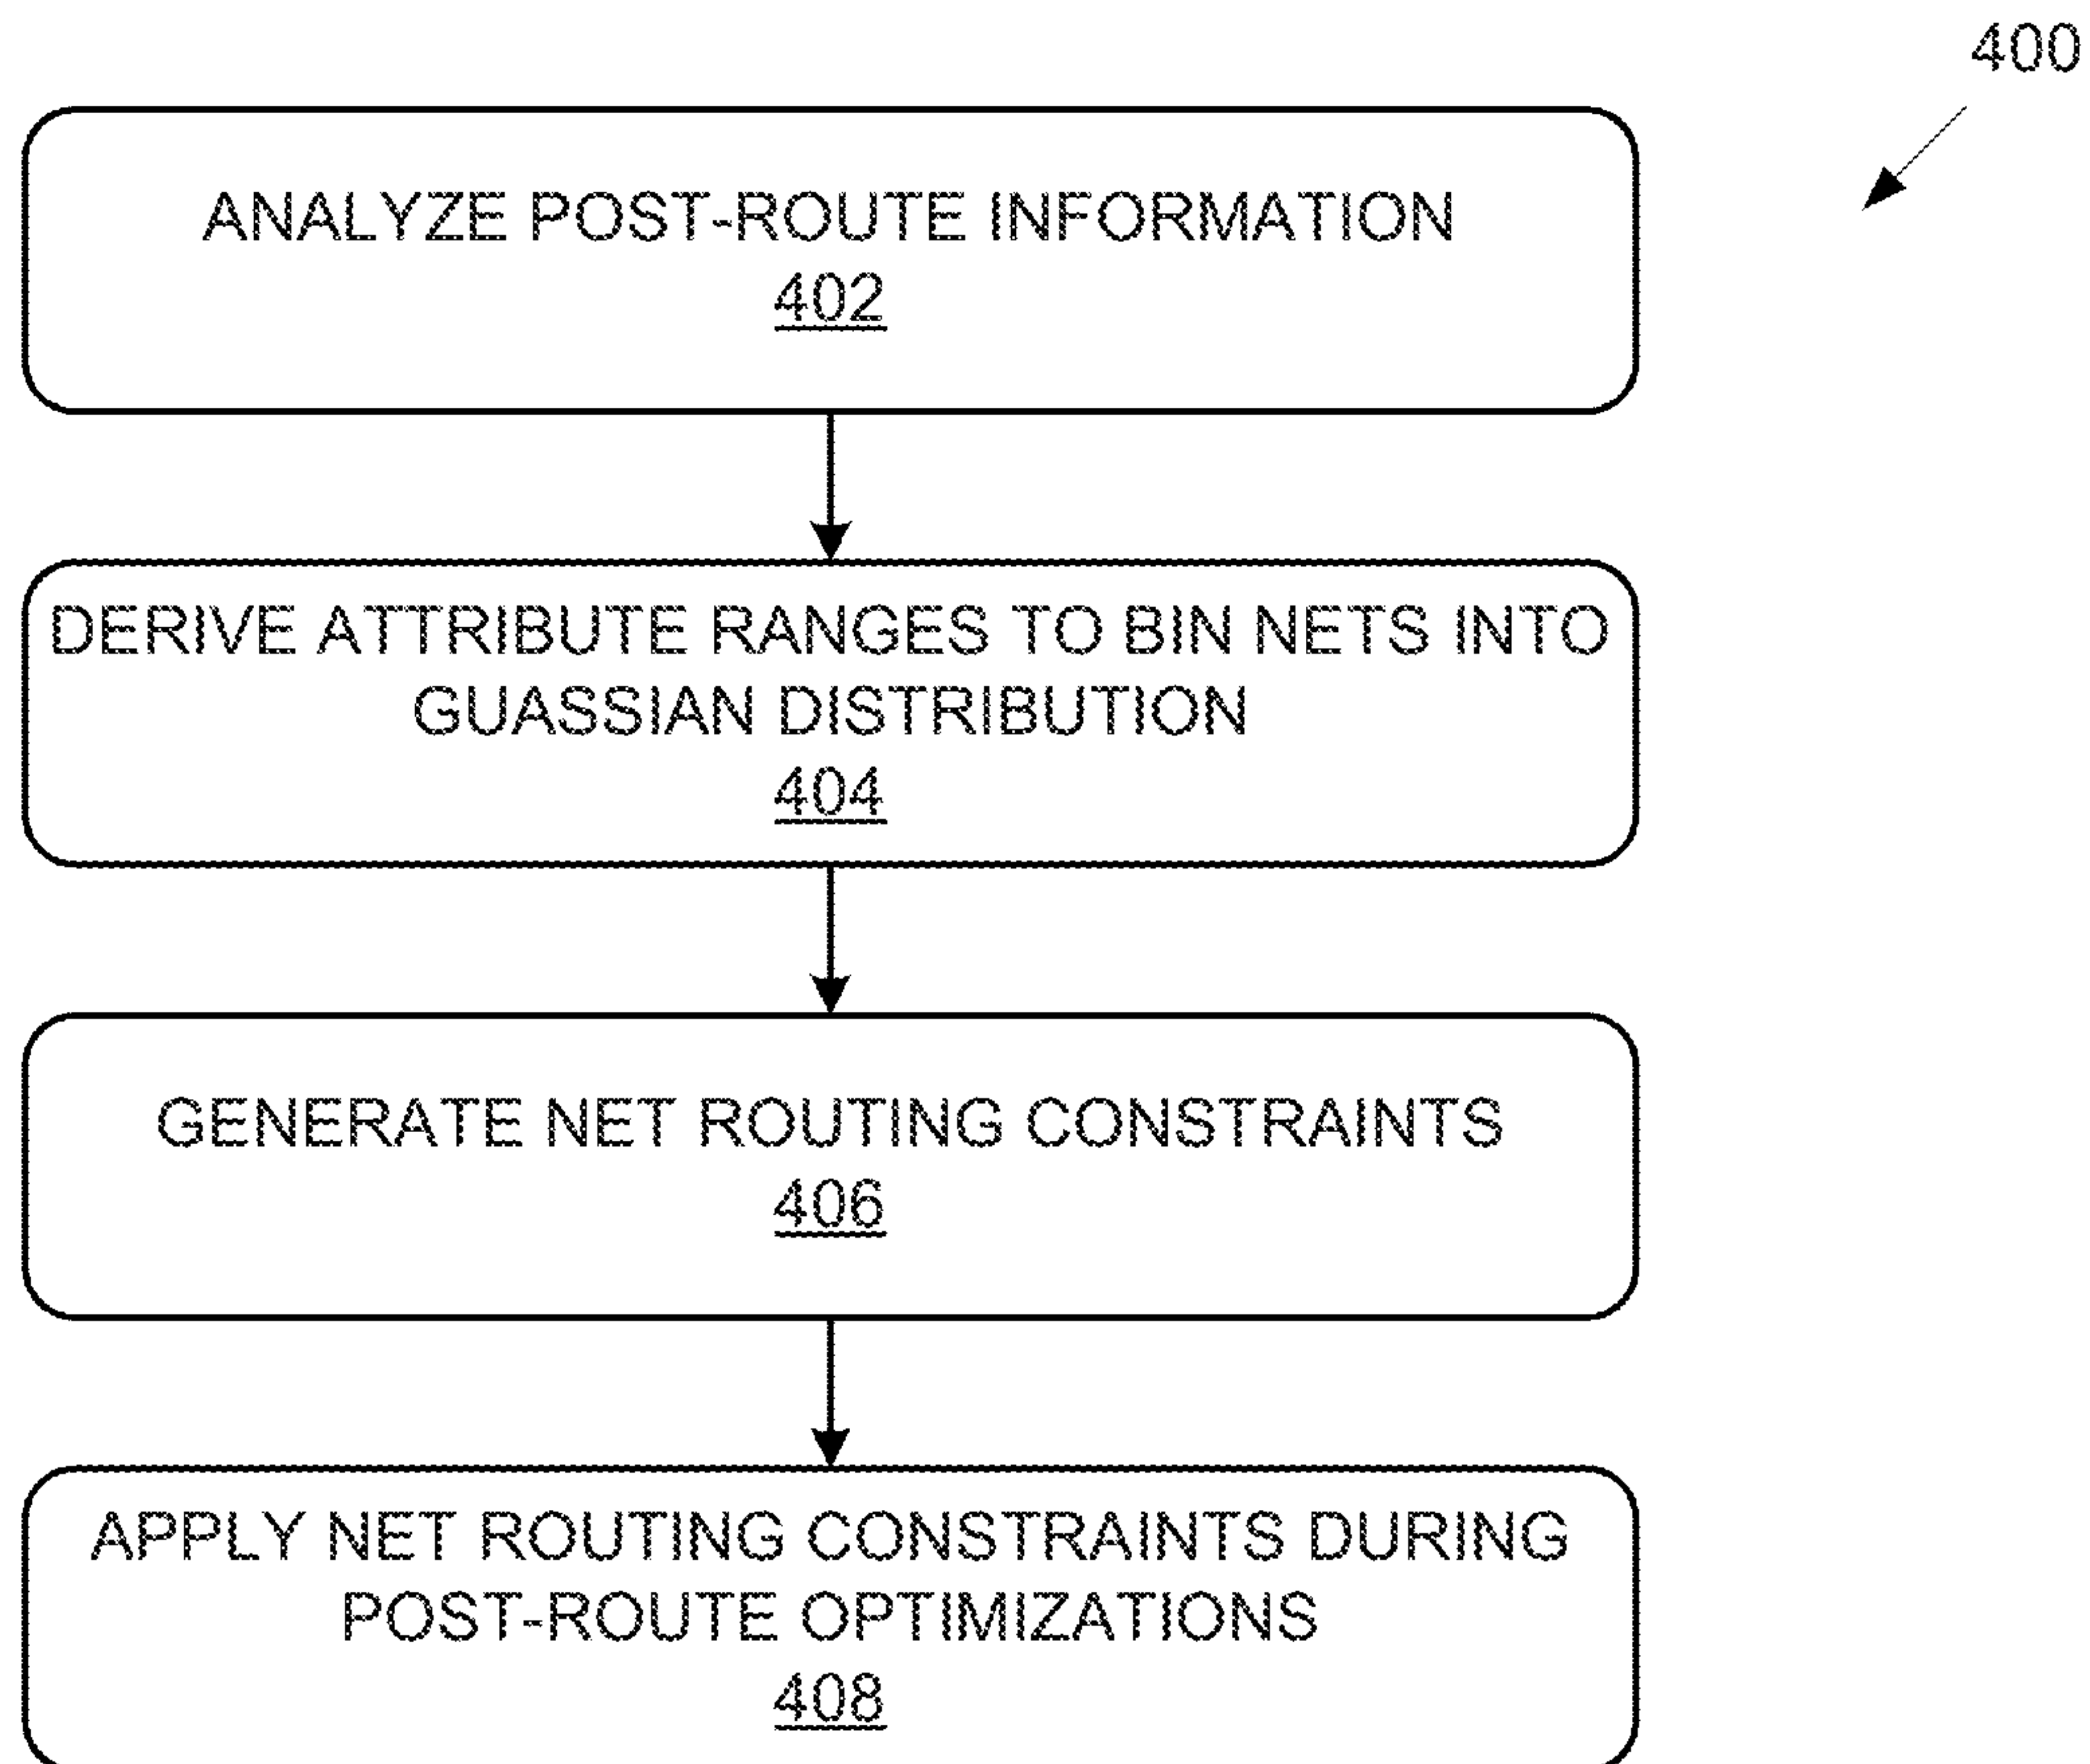 400
ANALYZE POST-ROUTE INFORMATION
402
DERIVE ATTRIBUTE RANGES TO BIN NETS INTO
GUASSIAN DISTRIBUTION
404
GENERATE NET ROUTING CONSTRAINTS
406
APPLY NET ROUTING CONSTRAINTS DURING
POST-ROUTE OPTIMIZATIONS
408